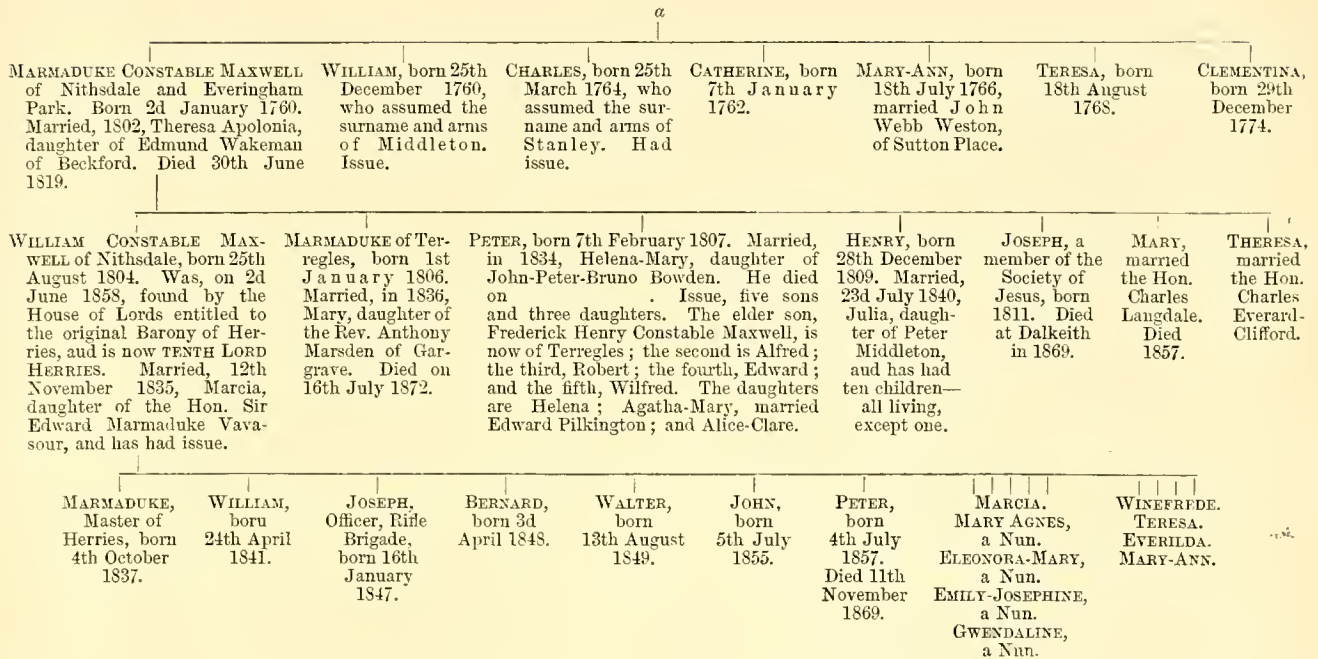 a
MARMADUKE CONSTABLE MAXWELL
of Nithsdale and Everingham
Park. Born 2d January 1760.
Married, 1802, Theresa Apolonia,
daughter of Edmund Wakeman
of Beckford. Died 30th June
1819.
WILLIAM, born 25th
December 1760,
who assumed the
surname and arms
of Middleton.
Issue.
CHARLES, born 25th
March 1764, who
assumed the sur-
name and arms of
Stanley. Had
issue.
CATHERINE, born
7th January
1762.
MARY-ANN, born
18th July 1766,
married John
Webb Weston,
of Sutton Place.
TERESA, born
18th August
1768.
CLEMENTINA,
born 29th
December
1774.
WILLIAM CONSTABLE MAX-
WELL of Nithsdale, born 25th
August 1804. Was, on 2d
June 1858, found by the
House of Lords entitled to
the original Barony of Her-
ries, and is now TENTH LORD
HERRIES. Married, 12th
November 1835, Marcia,
daughter of the Hon. Sir
Edward Marmaduke Vava-
sour, and has had issue.
MARMADUKE of Ter-
regles, born 1st
January 1806.
Married, in 1836,
Mary, daughter of
the Rev. Anthony
Marsden of Gar-
grave. Died on
16th July 1872.
PETER, born 7th February 1807. Married,
in 1834, Helena-Mary, daughter of
John-Peter-Bruno Bowden. He died
on . Issue, five sons
and three daughters. The elder son,
Frederick Henry Constable Maxwell, is
now of Terregles; the second is Alfred;
the third, Robert; the fourth, Edward;
and the fifth, Wilfred. The daughters
are Helena; Agatha-Mary, married
Edward Pilkington; and Alice-Clare.
HENRY, born
28th December
1809. Married,
23d July 1840,
Julia, daugh-
ter of Peter
Middleton,
and has had
ten children—
all living,
except one.
JOSEPH, a
member of the
Society of
Jesus, born
1811. Died
at Dalkeith
in 1869.
MARY,
married
the Hon.
Charles
Langdale.
Died
1857.
THERESA,
married
the Hon.
Charles
Everard-
Clifford.
MARMADUKE,
Master of
Herries, born
4th October
1837.
WILLIAM,
born
24th April
1841.
JOSEPH,
Officer, Rifle
Brigade,
born 16th
January
1847.
BERNARD,
born 3d
April 1848.
WALTER,
born
13th August
1849.
JOHN,
born
5th July
1855.
PETER,
born
4th July
1857.
Died 11th
November
1869.
MARCIA.
MARY AGNES,
a Nun.
ELEONORA-MARY,
a Nun.
EMILY-JOSEPHINE,
a Nun.
GWENDALINE,
a Nun.
WINEFREDE.
TERESA.
EVERILDA.
MARY-ANN.